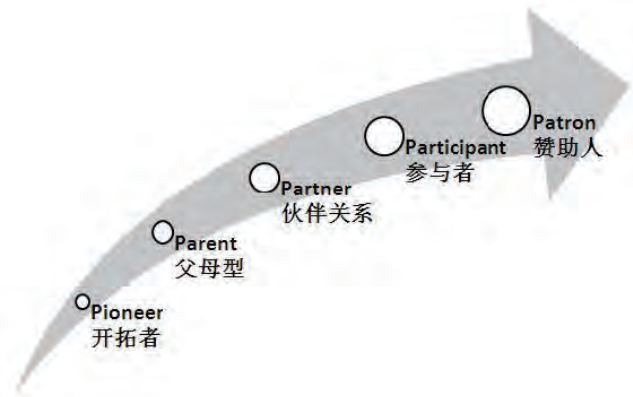 Pioneer
开拓者
Parent
父母型
Partner
伙伴关系
Participant
参与者
Patron
赞助人